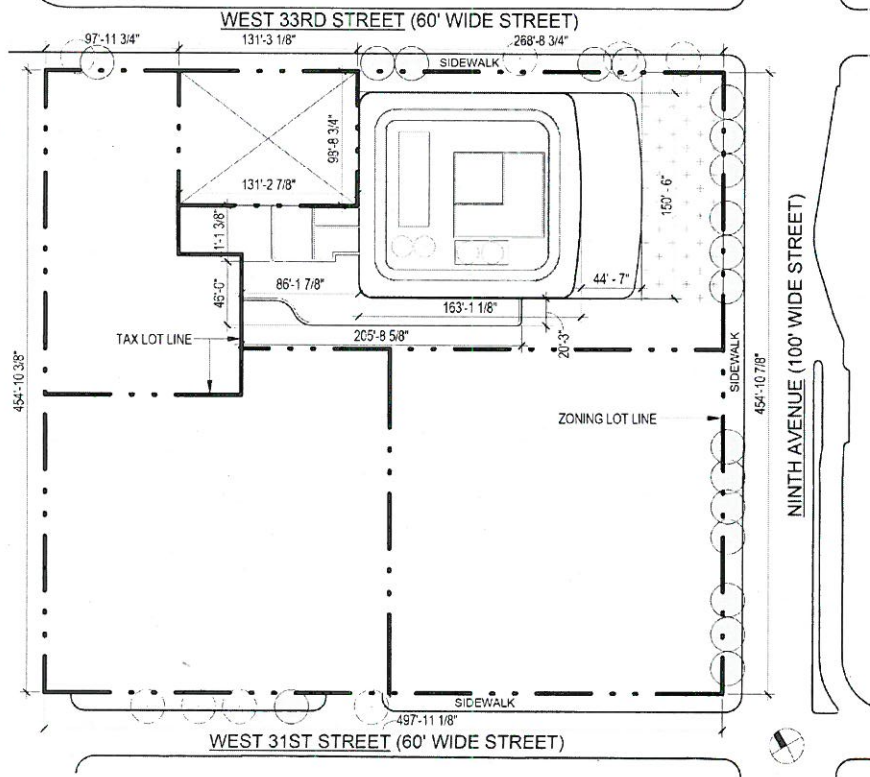 WEST 33RD STREET (60' WIDE STREET)
97'-11 3/4"
131'-3 1/8"
268'-8 3/4"
SIDEWALK
98'-8 3/4"
131'-2 7/8"
150' - 6"
1'-1 3/8"
46'-0"
86'-1 7/8"
44' - 7"
163'-1 1/8"
205'-8 5/8"
20'-3"
TAX LOT LINE
454'-10 3/8"
SIDEWALK
454'-10 7/8"
ZONING LOT LINE
NINTH AVENUE (100' WIDE STREET)
SIDEWALK
497'-11 1/8"
WEST 31ST STREET (60' WIDE STREET)